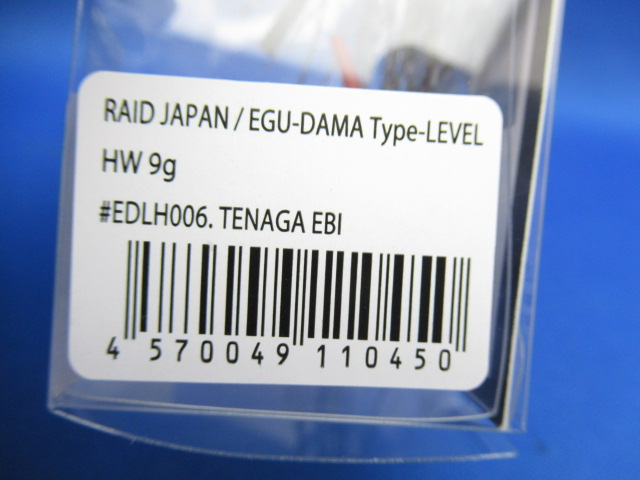 RAID JAPAN / EGU-DAMA Type-LEVEL
HW 9g
#EDLH006. TENAGA EBI
4 570049 110450